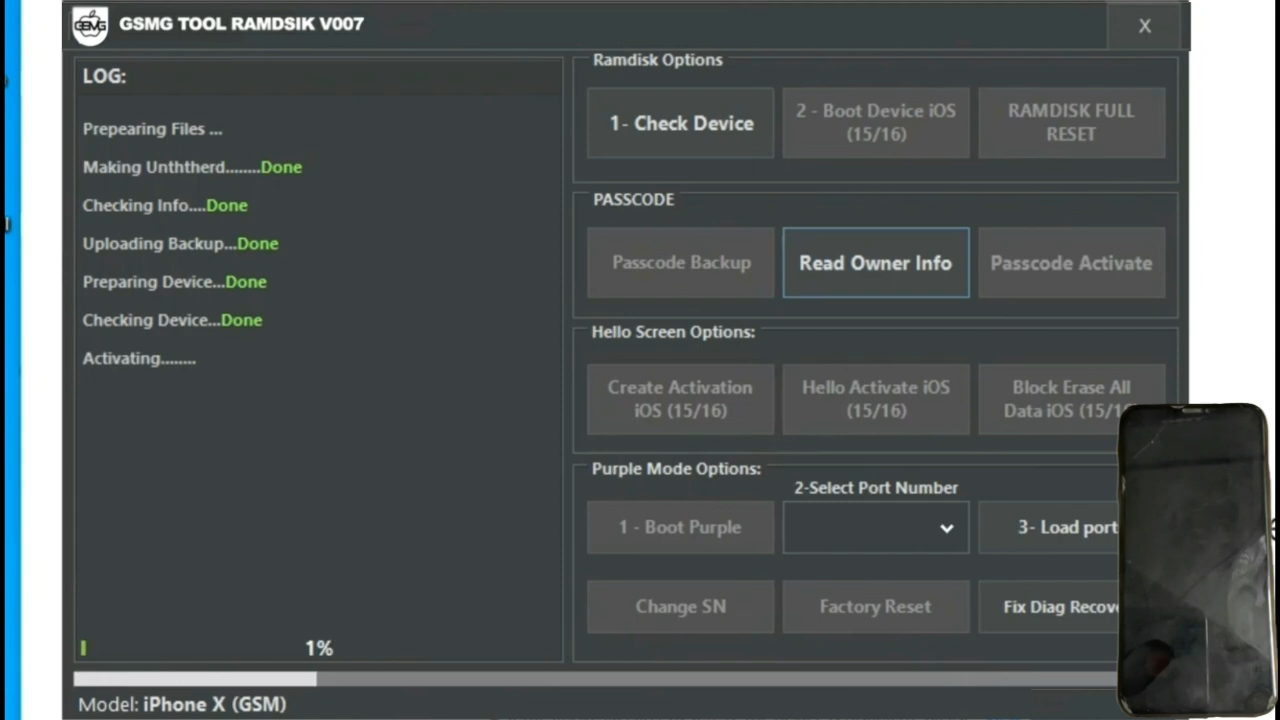 GSMG
GSMG TOOL RAMDSIK V007
X
LOG:
Prepearing Files ...
Making Unththerd........Done
Checking Info....Done
Uploading Backup...Done
Preparing Device...Done
Checking Device...Done
Activating........
1%
Model: iPhone X (GSM)
Ramdisk Options
1- Check Device
2 - Boot Device iOS
(15/16)
RAMDISK FULL
RESET
PASSCODE
Passcode Backup
Read Owner Info
Passcode Activate
Hello Screen Options:
Create Activation
iOS (15/16)
Hello Activate iOS
(15/16)
Block Erase All
Data iOS (15/1
Purple Mode Options:
2-Select Port Number
1 - Boot Purple
3- Load port
Change SN
Factory Reset
Fix Diag Recov